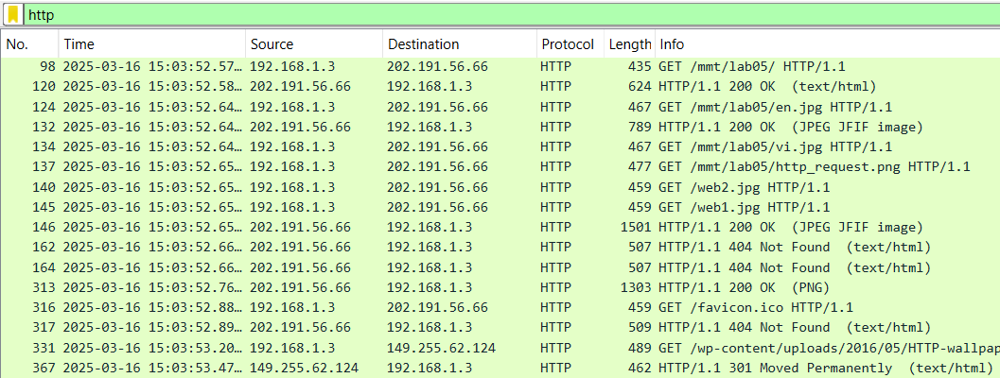 http
No. Time Source Destination Protocol Length Info
98 2025-03-16 15:03:52.57… 192.168.1.3 202.191.56.66 HTTP 435 GET /mmt/lab05/ HTTP/1.1
120 2025-03-16 15:03:52.58… 202.191.56.66 192.168.1.3 HTTP 624 HTTP/1.1 200 OK (text/html)
124 2025-03-16 15:03:52.64… 192.168.1.3 202.191.56.66 HTTP 467 GET /mmt/lab05/en.jpg HTTP/1.1
132 2025-03-16 15:03:52.64… 202.191.56.66 192.168.1.3 HTTP 789 HTTP/1.1 200 OK (JPEG JFIF image)
134 2025-03-16 15:03:52.64… 192.168.1.3 202.191.56.66 HTTP 467 GET /mmt/lab05/vi.jpg HTTP/1.1
137 2025-03-16 15:03:52.65… 192.168.1.3 202.191.56.66 HTTP 477 GET /mmt/lab05/http_request.png HTTP/1.1
140 2025-03-16 15:03:52.65… 192.168.1.3 202.191.56.66 HTTP 459 GET /web2.jpg HTTP/1.1
145 2025-03-16 15:03:52.65… 192.168.1.3 202.191.56.66 HTTP 459 GET /web1.jpg HTTP/1.1
146 2025-03-16 15:03:52.65… 202.191.56.66 192.168.1.3 HTTP 1501 HTTP/1.1 200 OK (JPEG JFIF image)
162 2025-03-16 15:03:52.66… 202.191.56.66 192.168.1.3 HTTP 507 HTTP/1.1 404 Not Found (text/html)
164 2025-03-16 15:03:52.66… 202.191.56.66 192.168.1.3 HTTP 507 HTTP/1.1 404 Not Found (text/html)
313 2025-03-16 15:03:52.76… 202.191.56.66 192.168.1.3 HTTP 1303 HTTP/1.1 200 OK (PNG)
316 2025-03-16 15:03:52.88… 192.168.1.3 202.191.56.66 HTTP 459 GET /favicon.ico HTTP/1.1
317 2025-03-16 15:03:52.89… 202.191.56.66 192.168.1.3 HTTP 509 HTTP/1.1 404 Not Found (text/html)
331 2025-03-16 15:03:53.20… 192.168.1.3 149.255.62.124 HTTP 489 GET /wp-content/uploads/2016/05/HTTP-wallpap
367 2025-03-16 15:03:53.47… 149.255.62.124 192.168.1.3 HTTP 462 HTTP/1.1 301 Moved Permanently (text/html)